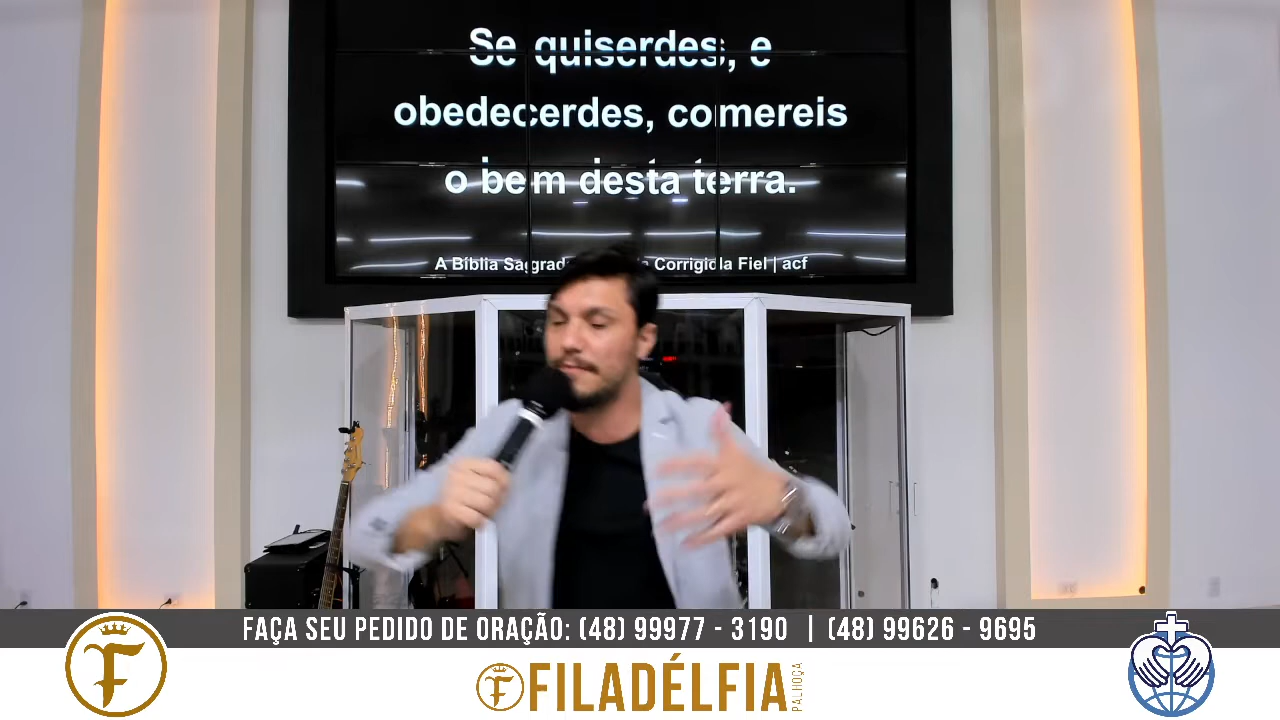 Se quiserdes, e
obedecerdes, comereis
o bem desta terra.
A Bíblia Sagrada Corrigida Fiel | acf
FAÇA SEU PEDIDO DE ORAÇÃO: (48) 99977 - 3190 | (48) 99626 - 9695
F
F FILADÉLFIA PALHOÇA